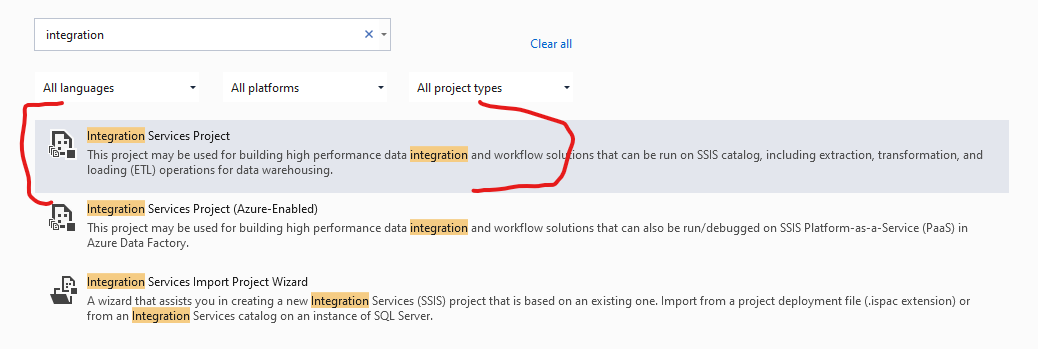 integration
Clear all
All languages
All platforms
All project types
Integration Services Project
This project may be used for building high performance data integration and workflow solutions that can be run on SSIS catalog, including extraction, transformation, and
loading (ETL) operations for data warehousing.
Integration Services Project (Azure-Enabled)
This project may be used for building high performance data integration and workflow solutions that can also be run/debugged on SSIS Platform-as-a-Service (PaaS) in
Azure Data Factory.
Integration Services Import Project Wizard
A wizard that assists you in creating a new Integration Services (SSIS) project that is based on an existing one. Import from a project deployment file (.ispac extension) or
from an Integration Services catalog on an instance of SQL Server.